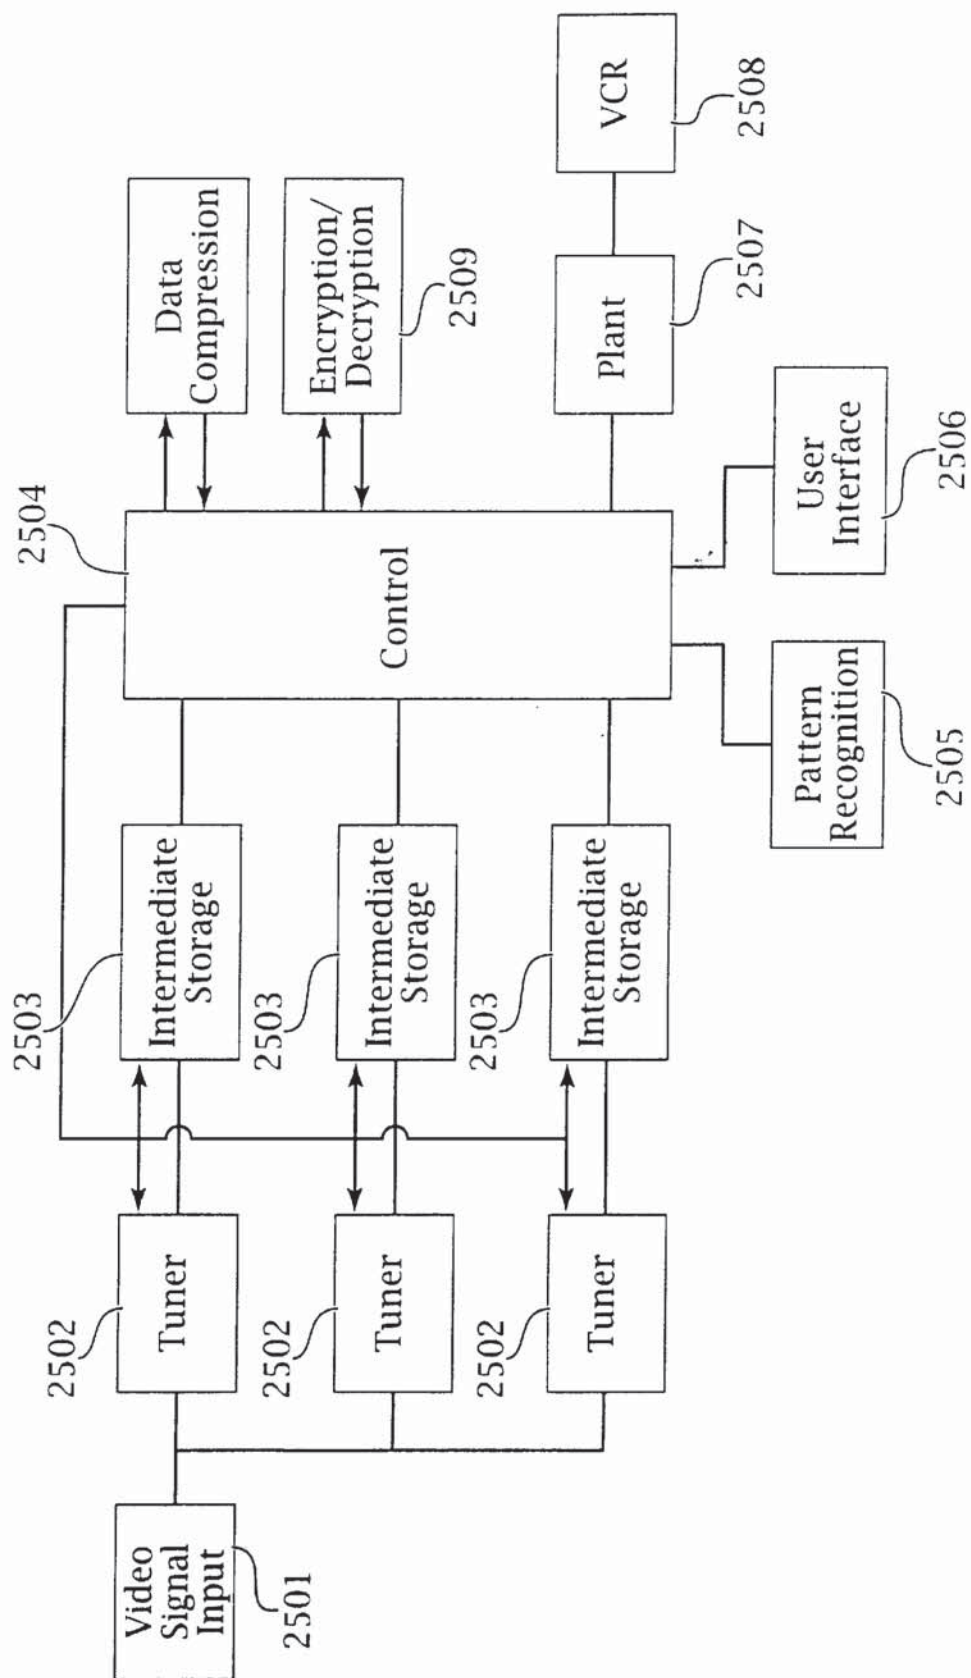 Video
Signal
Input
2501
2502
Tuner
2502
Tuner
2502
Tuner
2503
Intermediate
Storage
2503
Intermediate
Storage
2503
Intermediate
Storage
2504
Control
Data
Compression
Encryption/
Decryption
2509
Plant
2507
VCR
2508
Pattern
Recognition
2505
User
Interface
2506